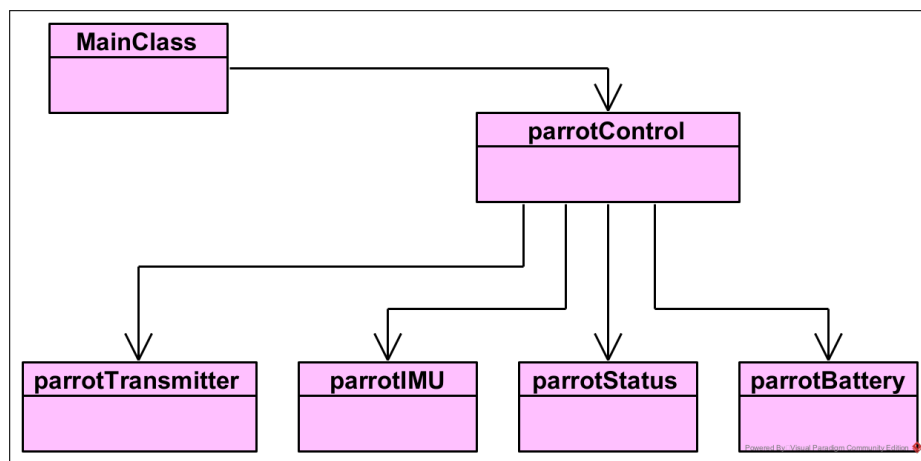 MainClass
parrotControl
parrotTransmitter
parrotIMU
parrotStatus
parrotBattery
Powered By Visual Paradigm Community Edition